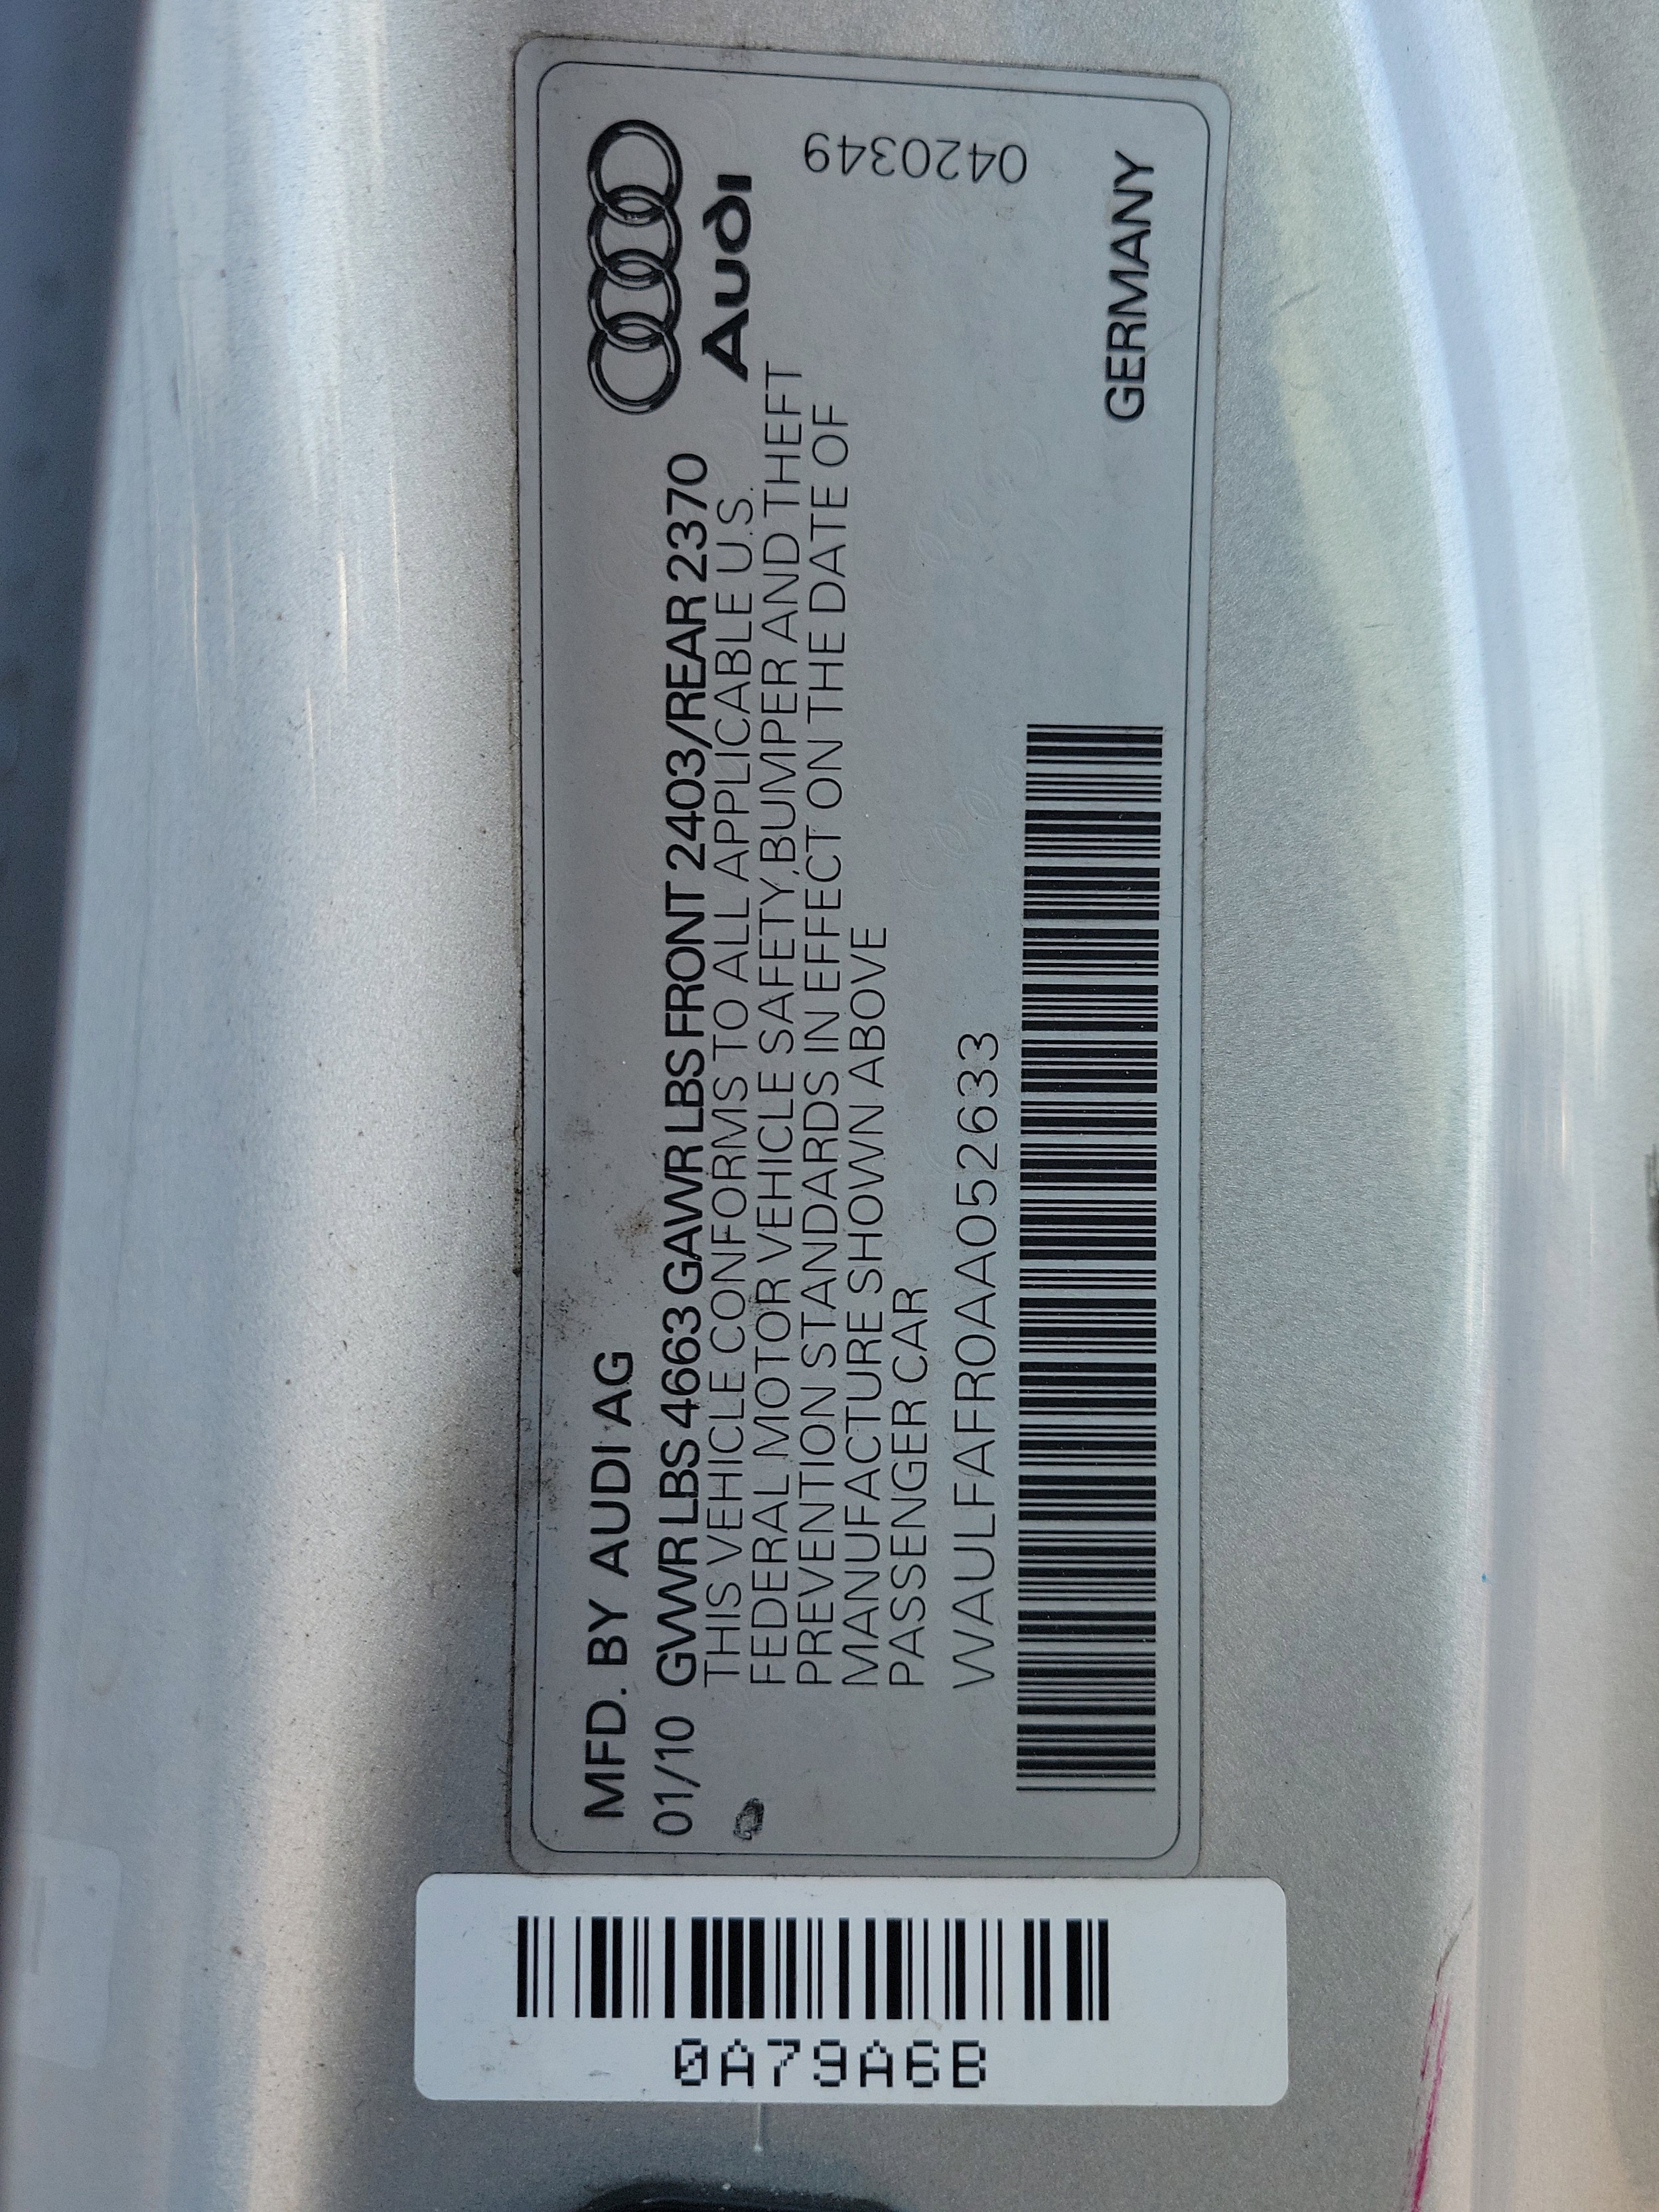 MFD. BY AUDI AG
01/10 GVWR LBS 4663 GAWR LBS FRONT 2403/REAR 2370
THIS VEHICLE CONFORMS TO ALL APPLICABLE U.S.
FEDERAL MOTOR VEHICLE SAFETY,BUMPER AND THEFT
PREVENTION STANDARDS IN EFFECT ON THE DATE OF
MANUFACTURE SHOWN ABOVE
PASSENGER CAR
WAULFAFR0AA052633
Audi
0420349
GERMANY
0A79A6B